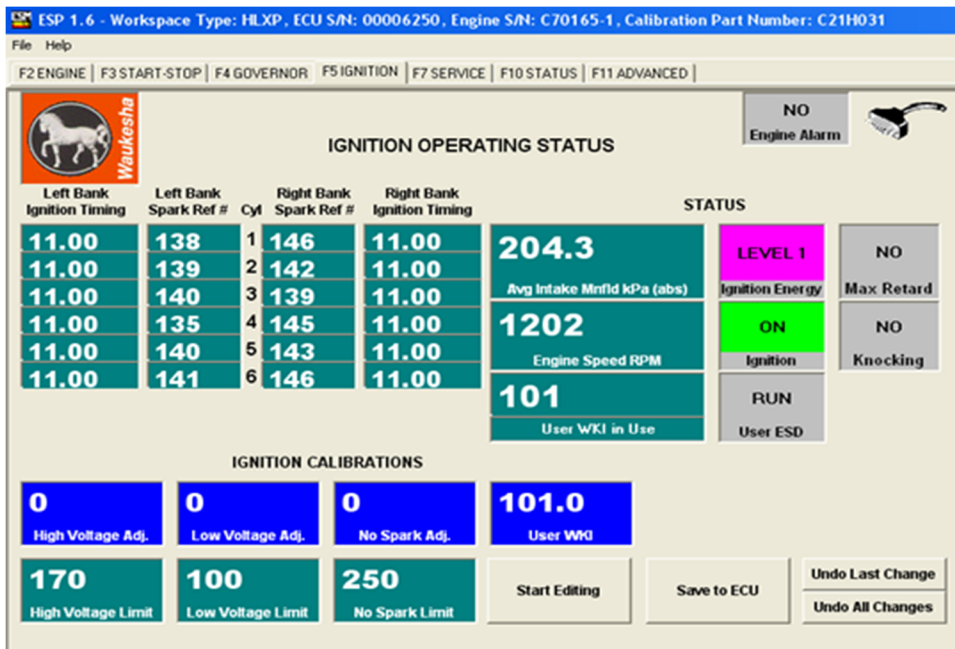 ESP 1.6 - Workspace Type: HLXP, ECU S/N: 00006250, Engine S/N: C70165-1, Calibration Part Number: C21H031
File Help
F2 ENGINE F3 START-STOP F4 GOVERNOR F5 IGNITION F7 SERVICE F10 STATUS F11 ADVANCED
Waukesha
IGNITION OPERATING STATUS
NO
Engine Alarm
Left Bank Ignition Timing
Left Bank Spark Ref #
Cyl
Right Bank Spark Ref #
Right Bank Ignition Timing
11.00 138 1 146 11.00
11.00 139 2 142 11.00
11.00 140 3 139 11.00
11.00 135 4 145 11.00
11.00 140 5 143 11.00
11.00 141 6 146 11.00
STATUS
204.3
Avg Intake Mnfld kPa (abs)
LEVEL 1
Ignition Energy
NO
Max Retard
1202
Engine Speed RPM
ON
Ignition
NO
Knocking
101
User WKI in Use
RUN
User ESD
IGNITION CALIBRATIONS
0
High Voltage Adj.
0
Low Voltage Adj.
0
No Spark Adj.
101.0
User WKI
170
High Voltage Limit
100
Low Voltage Limit
250
No Spark Limit
Start Editing
Save to ECU
Undo Last Change
Undo All Changes